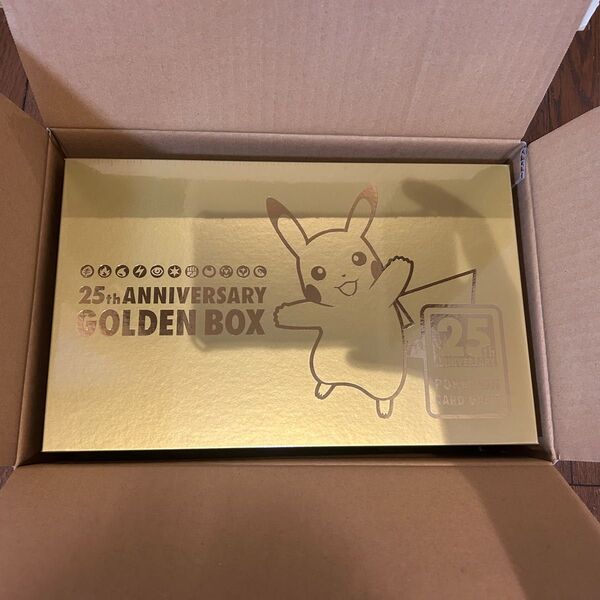 25th ANNIVERSARY
GOLDEN BOX
25th
ANNIVERSARY
POKÉMON
CARD GAME